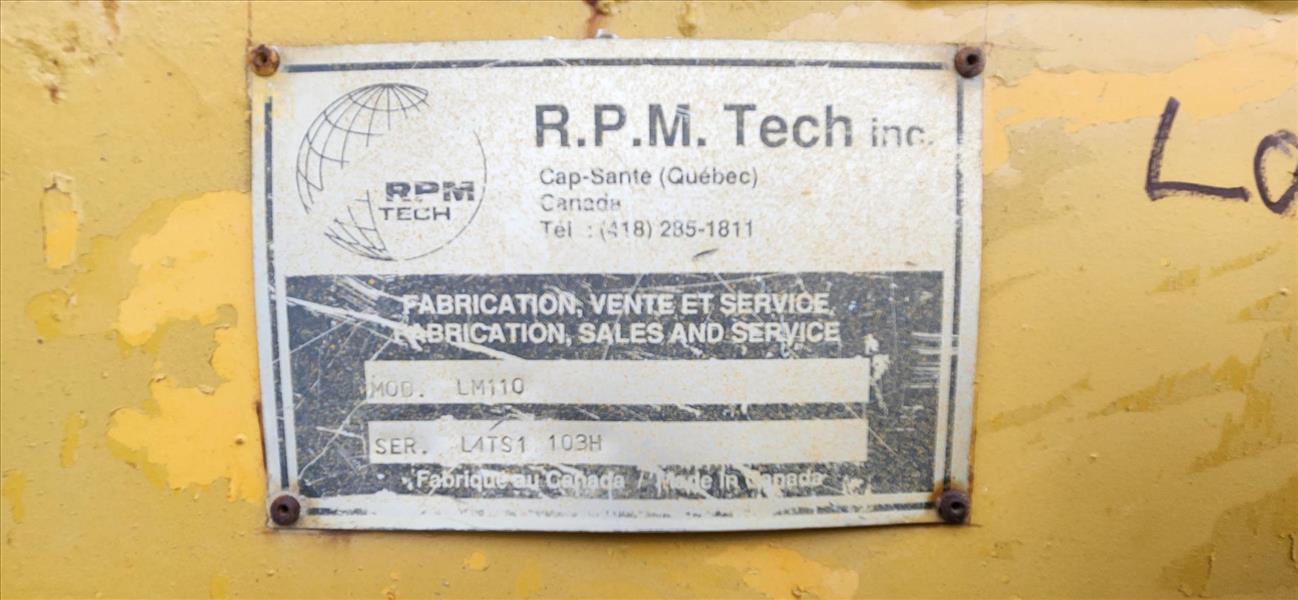 RPM
TECH
R.P.M. Tech inc.
Cap-Santé (Québec)
Canada
Tél. : (418) 285-1811
FABRICATION, VENTE ET SERVICE
FABRICATION, SALES AND SERVICE
MOD. LM110
SER. L4TS1 103H
Fabriqué au Canada / Made in Canada